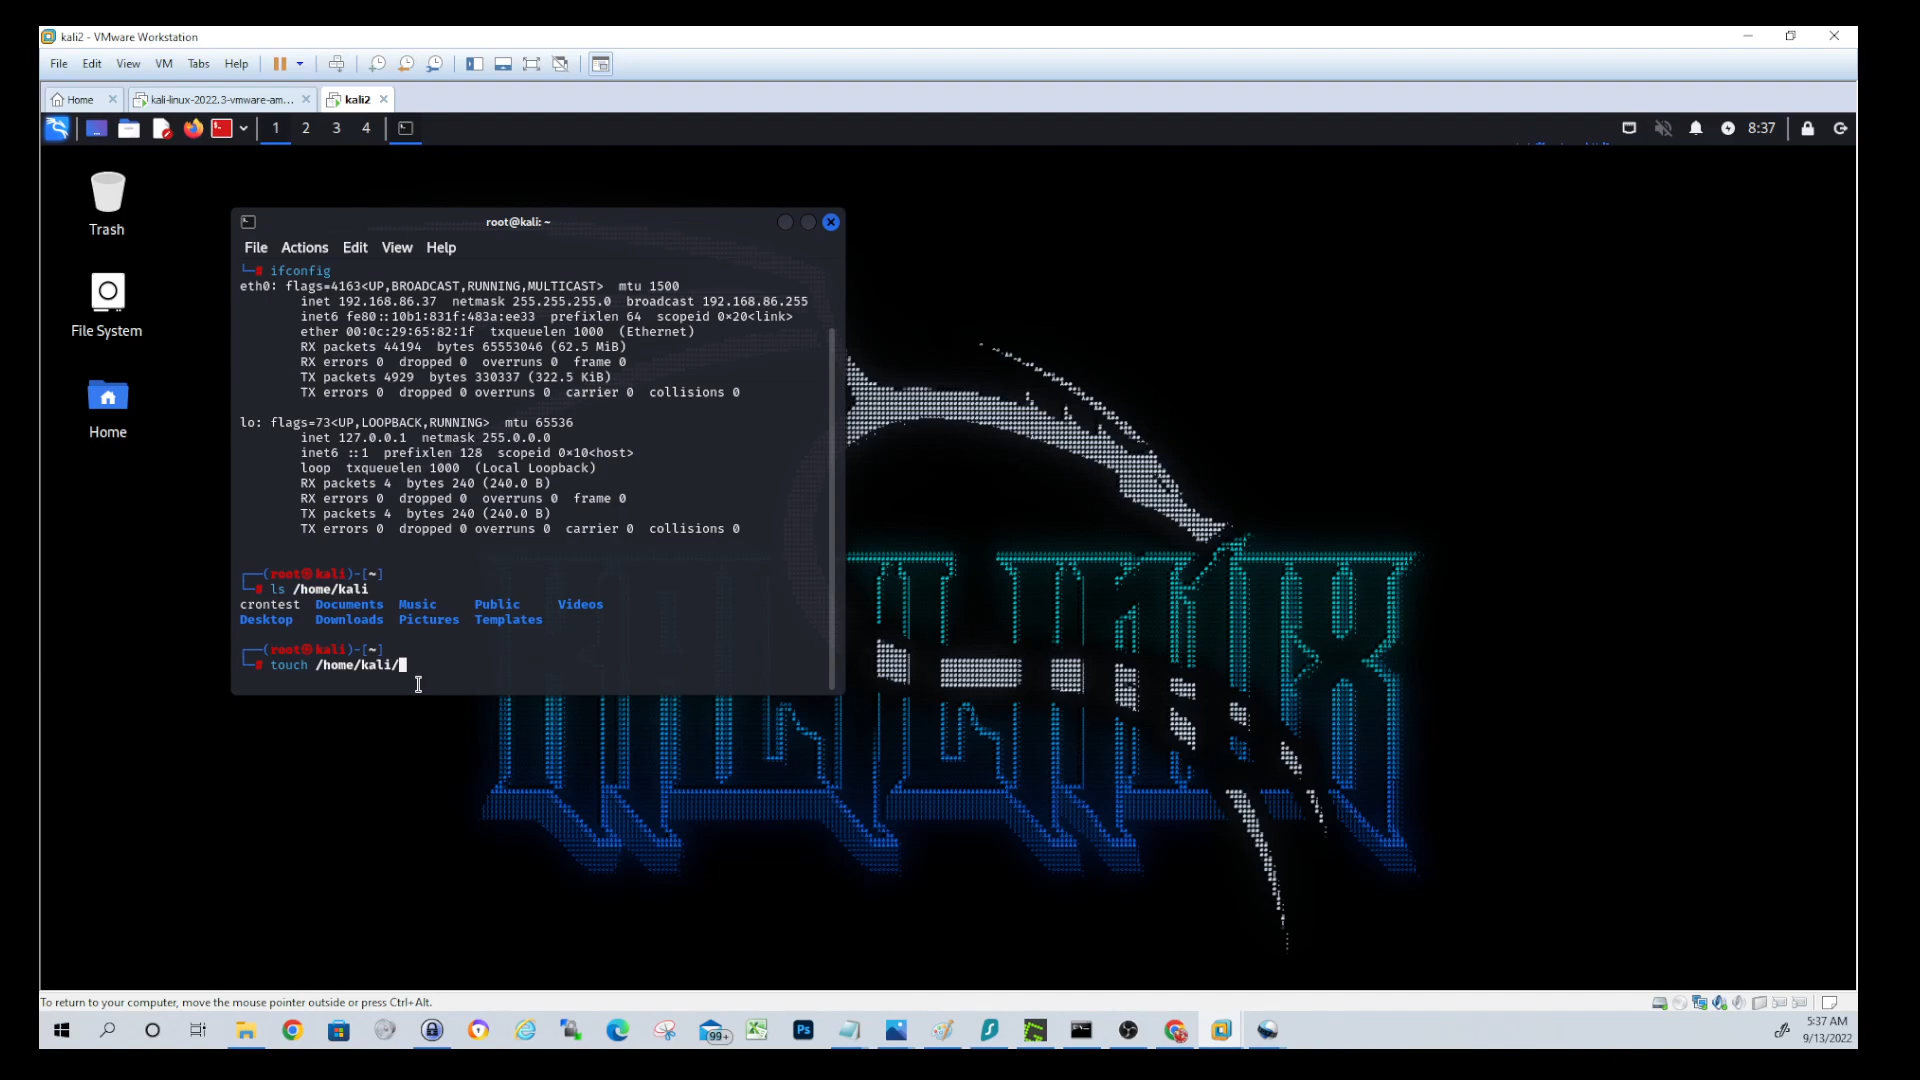 kali2 - VMware Workstation
File Edit View VM Tabs Help
Home kali-linux-2022.3-vmware-am... kali2
1 2 3 4 8:37
Trash
File System
Home
root@kali: ~
File Actions Edit View Help
└─# ifconfig
eth0: flags=4163<UP,BROADCAST,RUNNING,MULTICAST>  mtu 1500
inet 192.168.86.37  netmask 255.255.255.0  broadcast 192.168.86.255
inet6 fe80::10b1:831f:483a:ee33  prefixlen 64  scopeid 0×20<link>
ether 00:0c:29:65:82:1f  txqueuelen 1000  (Ethernet)
RX packets 44194  bytes 65553046 (62.5 MiB)
RX errors 0  dropped 0  overruns 0  frame 0
TX packets 4929  bytes 330337 (322.5 KiB)
TX errors 0  dropped 0 overruns 0  carrier 0  collisions 0
lo: flags=73<UP,LOOPBACK,RUNNING>  mtu 65536
inet 127.0.0.1  netmask 255.0.0.0
inet6 ::1  prefixlen 128  scopeid 0×10<host>
loop  txqueuelen 1000  (Local Loopback)
RX packets 4  bytes 240 (240.0 B)
RX errors 0  dropped 0  overruns 0  frame 0
TX packets 4  bytes 240 (240.0 B)
TX errors 0  dropped 0 overruns 0  carrier 0  collisions 0
┌──(root㉿kali)-[~]
└─# ls /home/kali
crontest  Documents  Music     Public     Videos
Desktop   Downloads  Pictures  Templates
┌──(root㉿kali)-[~]
└─# touch /home/kali/
KALI LINUX
To return to your computer, move the mouse pointer outside or press Ctrl+Alt.
99+
Ps
5:37 AM
9/13/2022